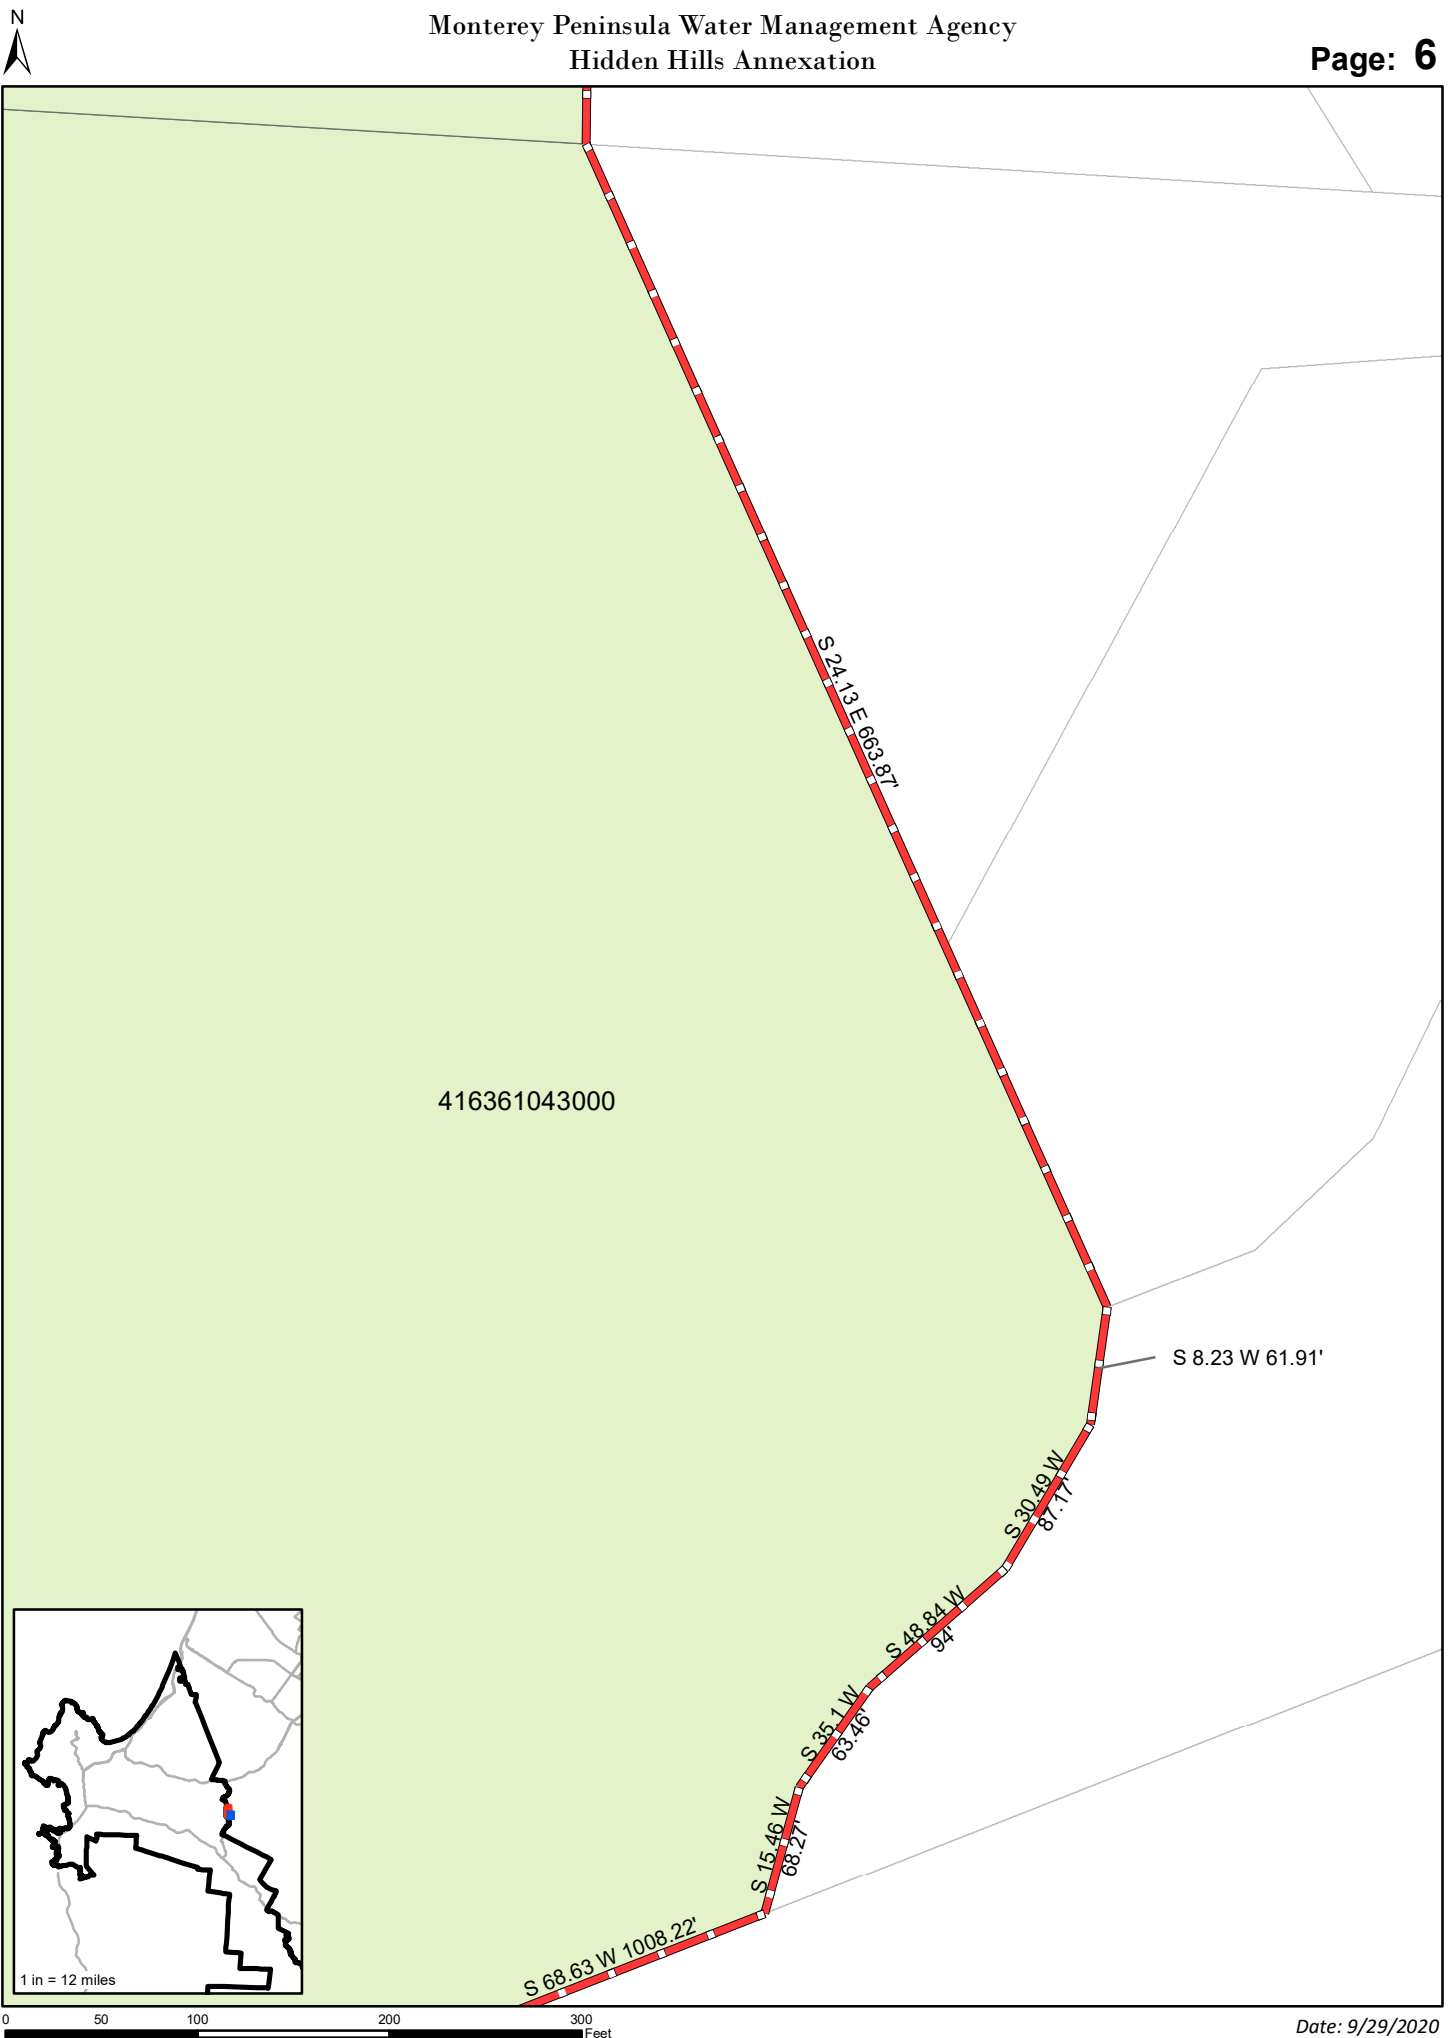 N
Monterey Peninsula Water Management Agency
Hidden Hills Annexation
Page: 6
S 24.13 E 663.87'
416361043000
S 8.23 W 61.91'
S 30.49 W
87.17'
S 48.84 W
94'
S 35.1 W
63.46'
S 15.46 W
68.27'
S 68.63 W 1008.22'
1 in = 12 miles
0 50 100 200 300
Feet
Date: 9/29/2020